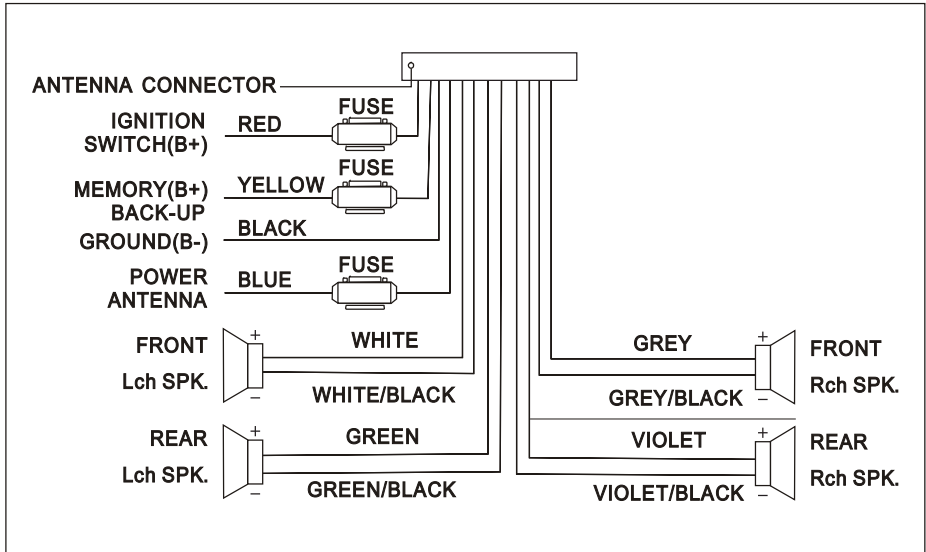 ANTENNA CONNECTOR
IGNITION
SWITCH(B+)
RED
FUSE
MEMORY(B+)
BACK-UP
YELLOW
FUSE
GROUND(B-)
BLACK
POWER
ANTENNA
BLUE
FUSE
FRONT
Lch SPK.
+
–
WHITE
WHITE/BLACK
GREY
GREY/BLACK
+
–
FRONT
Rch SPK.
REAR
Lch SPK.
+
–
GREEN
GREEN/BLACK
VIOLET
VIOLET/BLACK
+
–
REAR
Rch SPK.